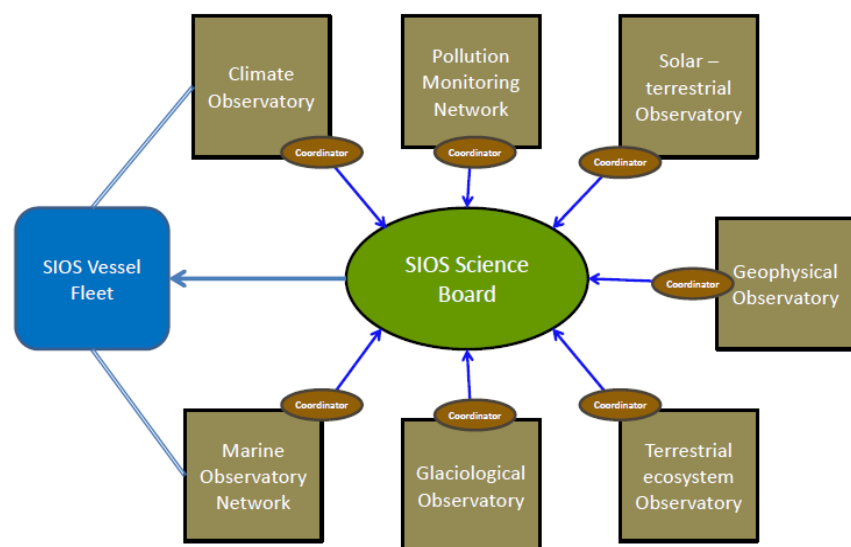 Climate
Observatory
Coordinator
Pollution
Monitoring
Network
Coordinator
Solar –
terrestrial
Observatory
Coordinator
SIOS Vessel
Fleet
SIOS Science
Board
Coordinator
Geophysical
Observatory
Coordinator
Marine
Observatory
Network
Coordinator
Glaciological
Observatory
Coordinator
Terrestrial
ecosystem
Observatory